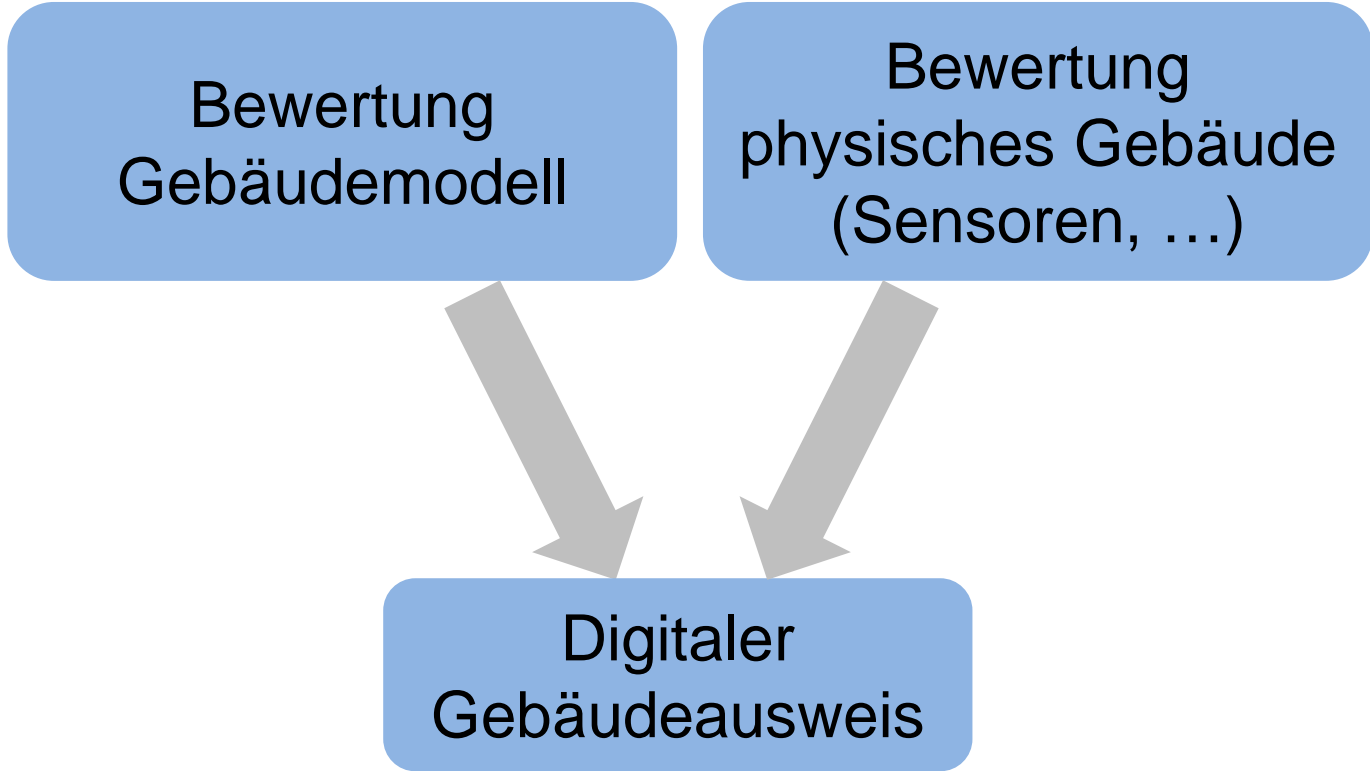 Bewertung
Gebäudemodell
Bewertung
physisches Gebäude
(Sensoren, …)
Digitaler
Gebäudeausweis